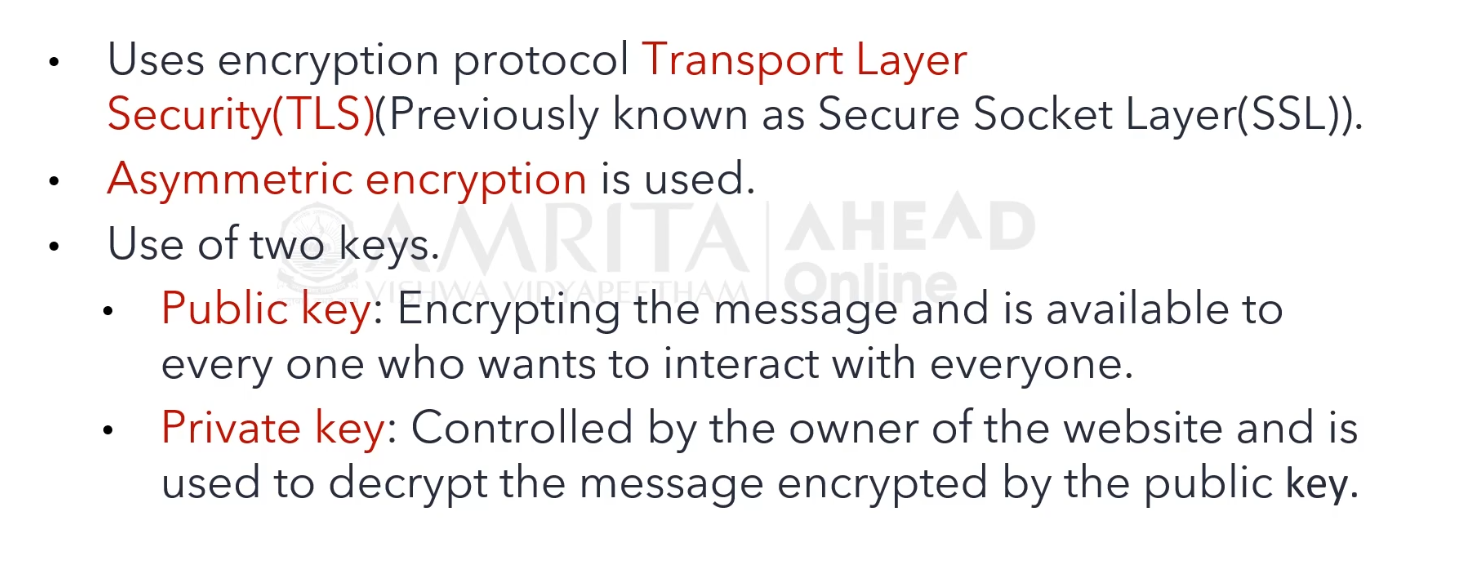 • Uses encryption protocol Transport Layer
Security(TLS)(Previously known as Secure Socket Layer(SSL)).
• Asymmetric encryption is used.
• Use of two keys.
AMRITA AHEAD
VISHWA VIDYAPEETHAM Online
• Public key: Encrypting the message and is available to
every one who wants to interact with everyone.
• Private key: Controlled by the owner of the website and is
used to decrypt the message encrypted by the public key.